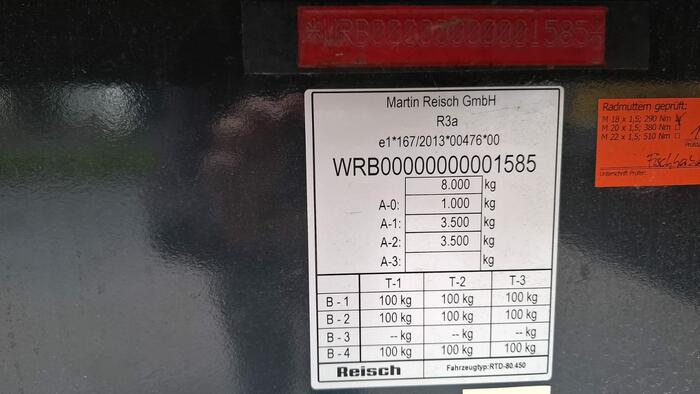 *WRB00000000001585*
Martin Reisch GmbH
R3a
e1*167/2013*00476*00
WRB00000000001585
8.000 kg
A-0: 1.000 kg
A-1: 3.500 kg
A-2: 3.500 kg
A-3: kg
T-1 T-2 T-3
B - 1 100 kg 100 kg 100 kg
B - 2 100 kg 100 kg 100 kg
B - 3 -- kg -- kg -- kg
B - 4 100 kg 100 kg 100 kg
Reisch Fahrzeugtyp:RTD-80.450
Radmuttern geprüft:
M 18 x 1,5; 290 Nm
M 20 x 1,5; 380 Nm
M 22 x 1,5; 510 Nm
Unterschrift Prüfer